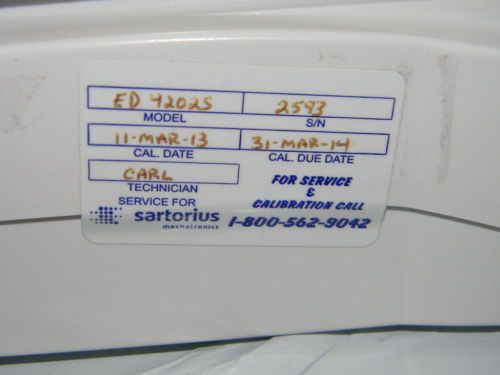 ED 4202S 2593
MODEL S/N
11-MAR-13 31-MAR-14
CAL. DATE CAL. DUE DATE
CARL
TECHNICIAN
FOR SERVICE
&
CALIBRATION CALL
1-800-562-9042
SERVICE FOR
sartorius
mechatronics